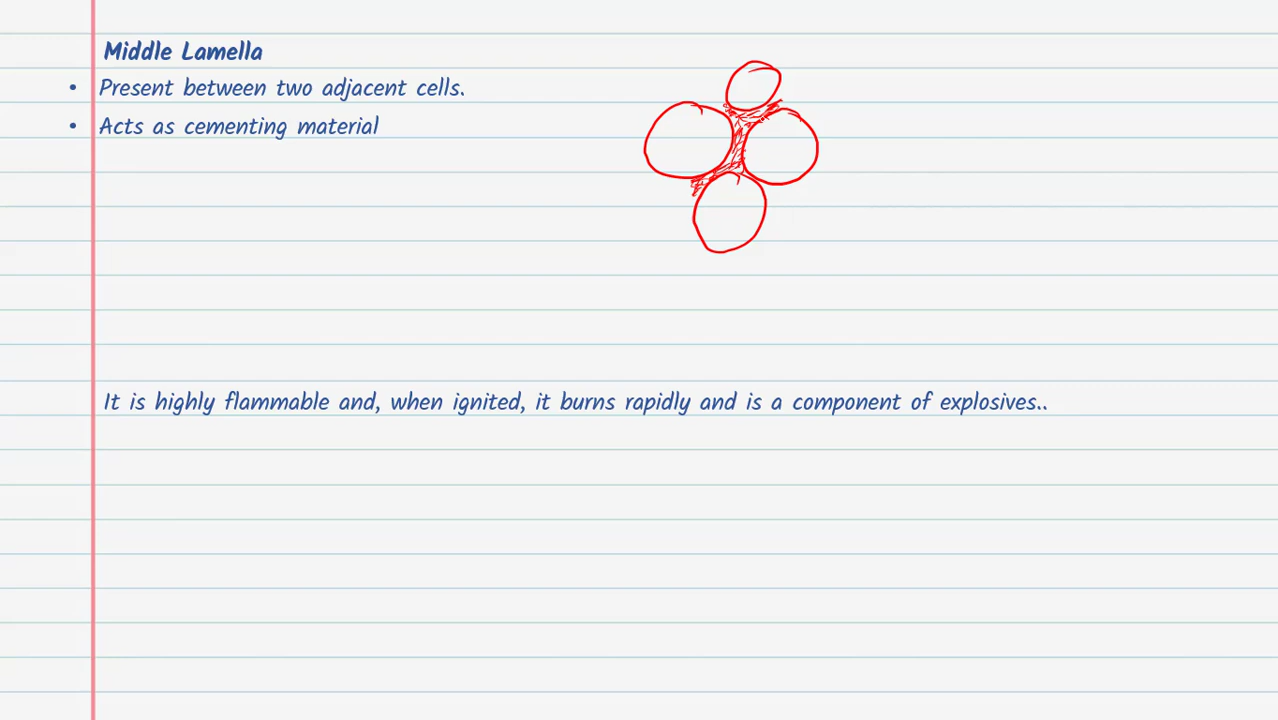 Middle Lamella
• Present between two adjacent cells.
• Acts as cementing material
It is highly flammable and, when ignited, it burns rapidly and is a component of explosives..